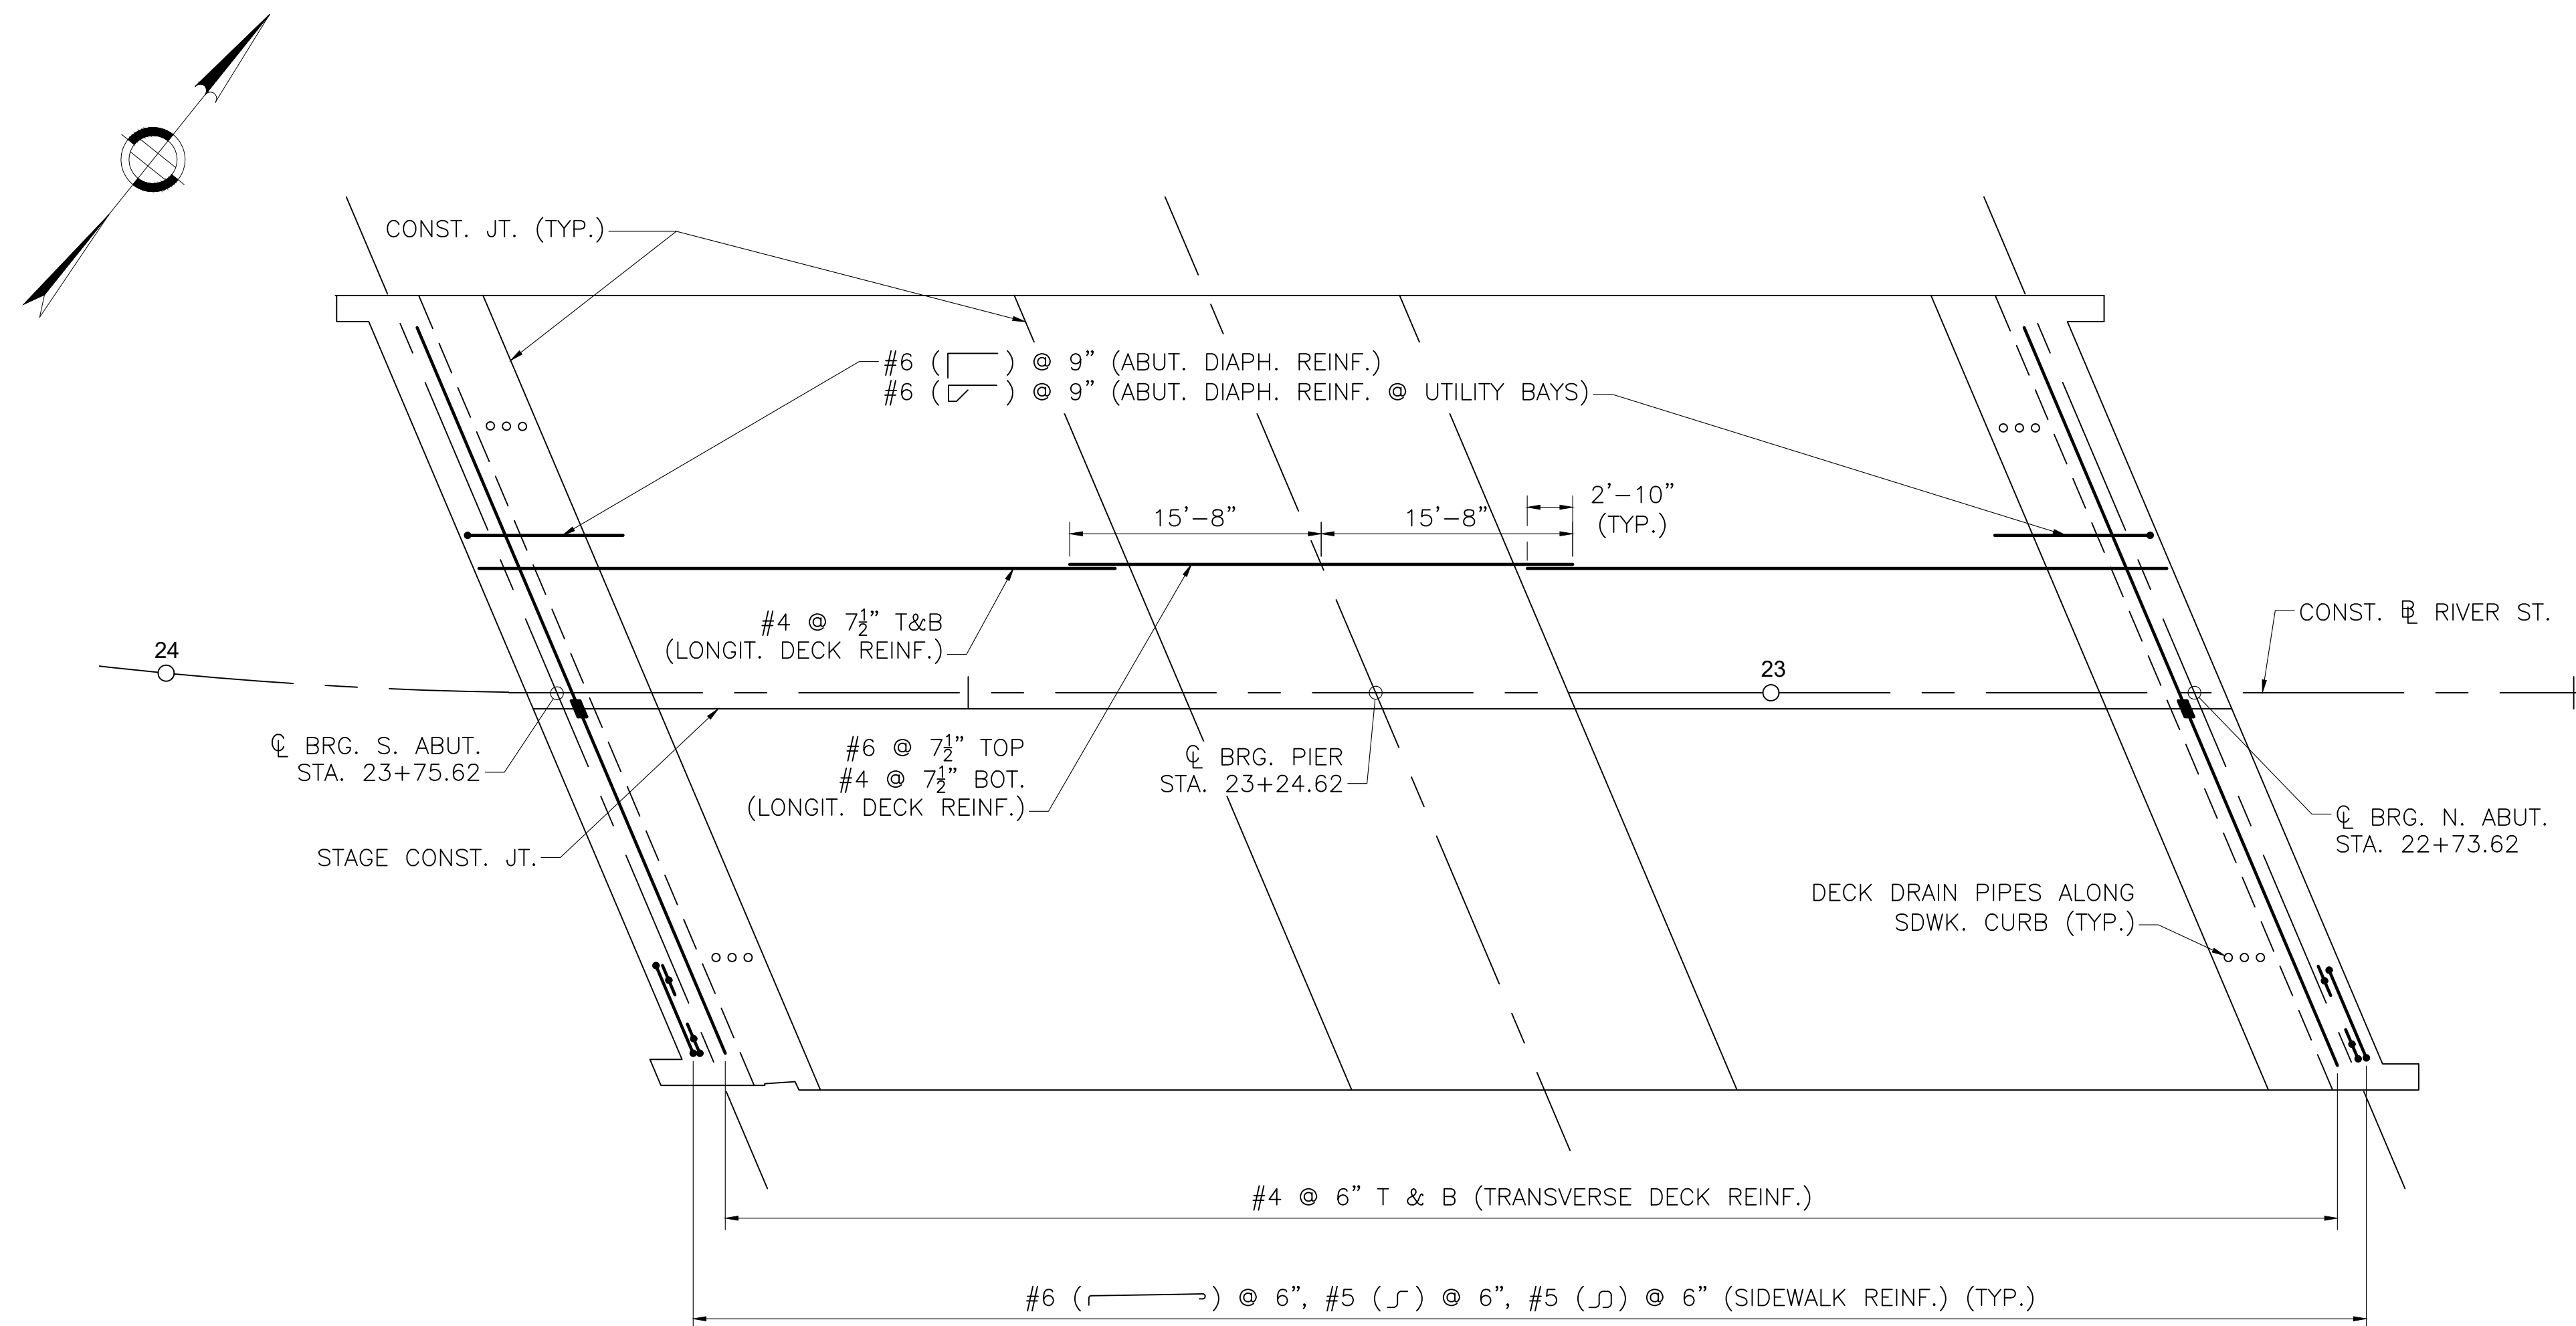 CONST. JT. (TYP.)
#6 ( ) @ 9” (ABUT. DIAPH. REINF.)
#6 ( ) @ 9” (ABUT. DIAPH. REINF. @ UTILITY BAYS)
15’–8”
15’–8”
2’–10”
(TYP.)
#4 @ 7½” T&B
(LONGIT. DECK REINF.)
CONST. ℄ RIVER ST.
24
23
℄ BRG. S. ABUT.
STA. 23+75.62
#6 @ 7½” TOP
#4 @ 7½” BOT.
(LONGIT. DECK REINF.)
℄ BRG. PIER
STA. 23+24.62
℄ BRG. N. ABUT.
STA. 22+73.62
STAGE CONST. JT.
DECK DRAIN PIPES ALONG
SDWK. CURB (TYP.)
#4 @ 6” T & B (TRANSVERSE DECK REINF.)
#6 ( ) @ 6”, #5 ( ) @ 6”, #5 ( ) @ 6” (SIDEWALK REINF.) (TYP.)